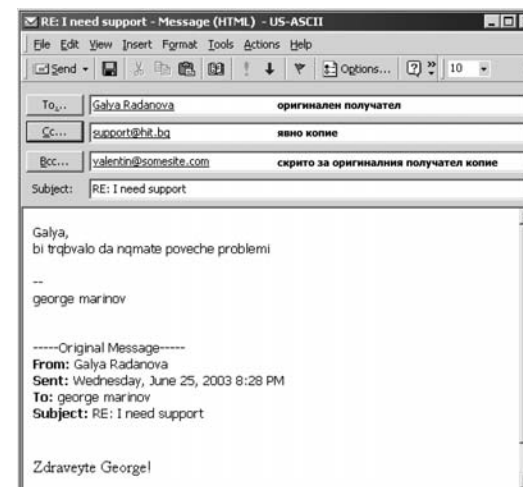 RE: I need support - Message (HTML) - US-ASCII
File Edit View Insert Format Tools Actions Help
Send Options... 10
To... Galya Radanova оригинален получател
Cc... support@hit.bg явно копие
Bcc... valentin@somesite.com скрито за оригиналния получател копие
Subject: RE: I need support
Galya,
bi trqbvalo da nqmate poveche problemi
--
george marinov
-----Original Message-----
From: Galya Radanova
Sent: Wednesday, June 25, 2003 8:28 PM
To: george marinov
Subject: RE: I need support
Zdraveyte George!